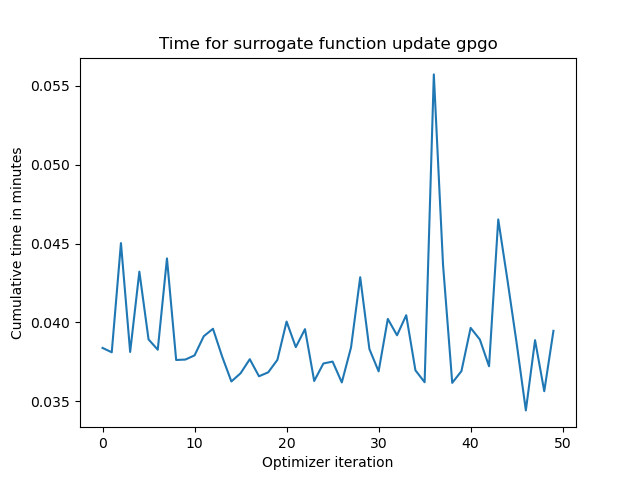 Time for surrogate function update gpgo
Cumulative time in minutes
0.055
0.050
0.045
0.040
0.035
0 10 20 30 40 50
Optimizer iteration